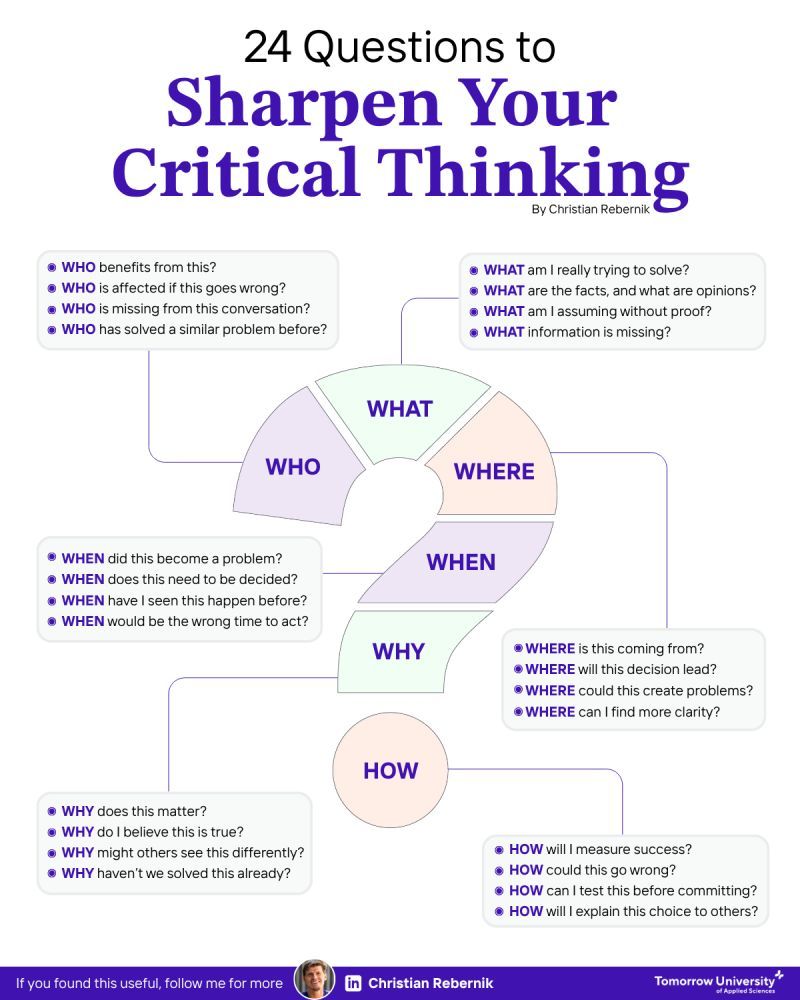 24 Questions to
Sharpen Your
Critical Thinking
By Christian Rebernik
WHO benefits from this?
WHO is affected if this goes wrong?
WHO is missing from this conversation?
WHO has solved a similar problem before?
WHAT am I really trying to solve?
WHAT are the facts, and what are opinions?
WHAT am I assuming without proof?
WHAT information is missing?
WHO
WHAT
WHERE
WHEN
WHY
HOW
WHEN did this become a problem?
WHEN does this need to be decided?
WHEN have I seen this happen before?
WHEN would be the wrong time to act?
WHERE is this coming from?
WHERE will this decision lead?
WHERE could this create problems?
WHERE can I find more clarity?
WHY does this matter?
WHY do I believe this is true?
WHY might others see this differently?
WHY haven't we solved this already?
HOW will I measure success?
HOW could this go wrong?
HOW can I test this before committing?
HOW will I explain this choice to others?
If you found this useful, follow me for more
in Christian Rebernik
Tomorrow University
of Applied Sciences